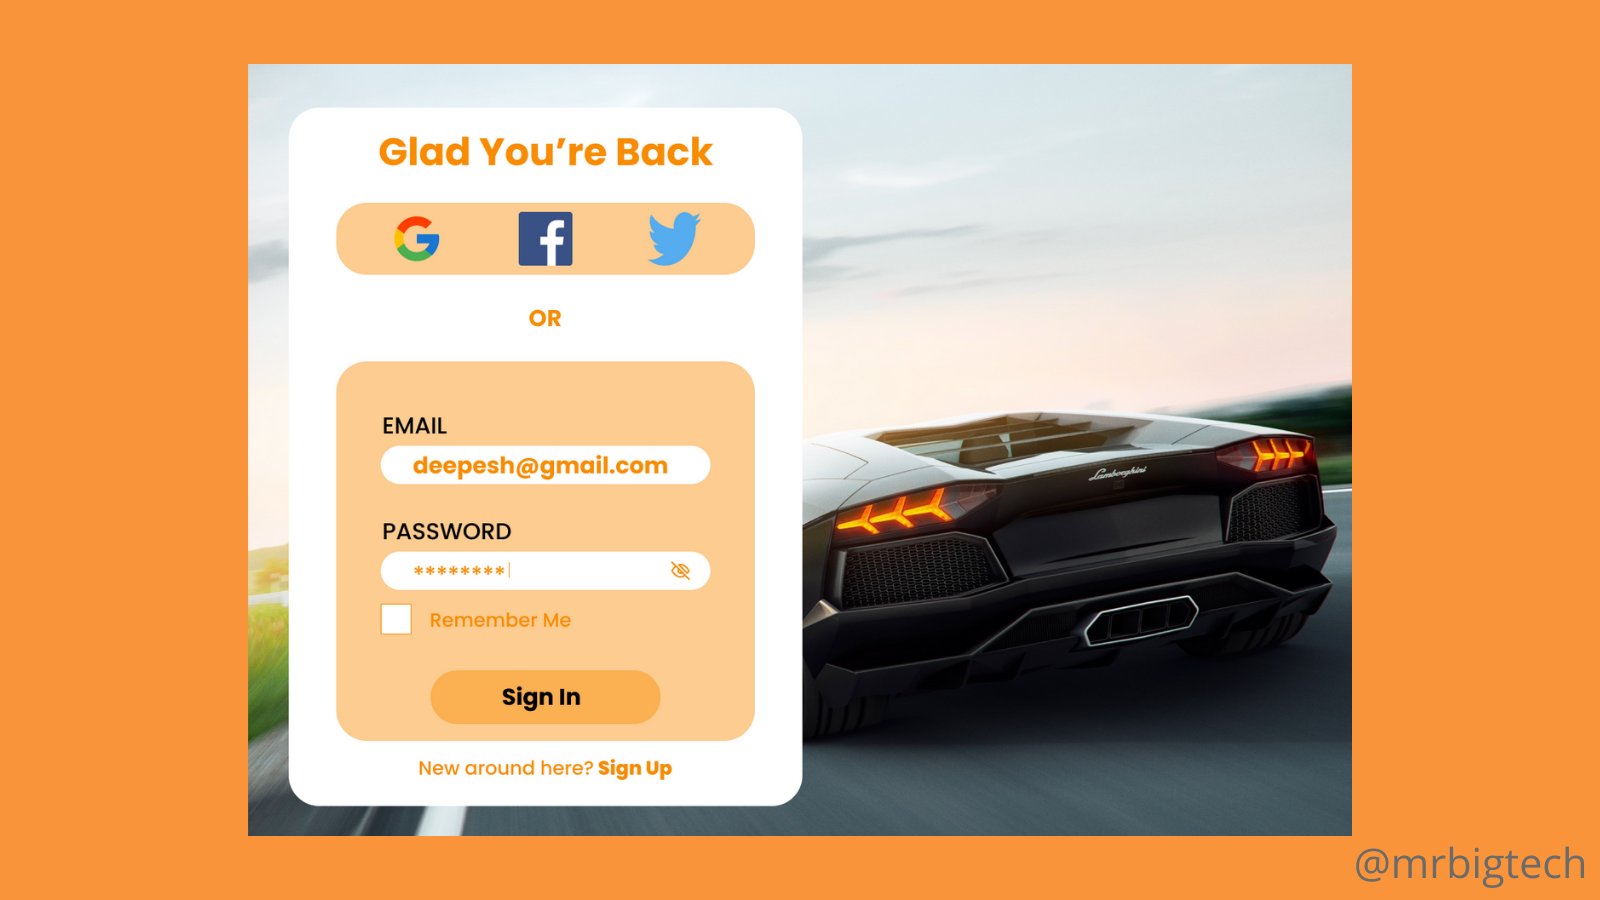 Glad You’re Back
OR
EMAIL
deepesh@gmail.com
PASSWORD
********
Remember Me
Sign In
New around here? Sign Up
Lamborghini
@mrbigtech